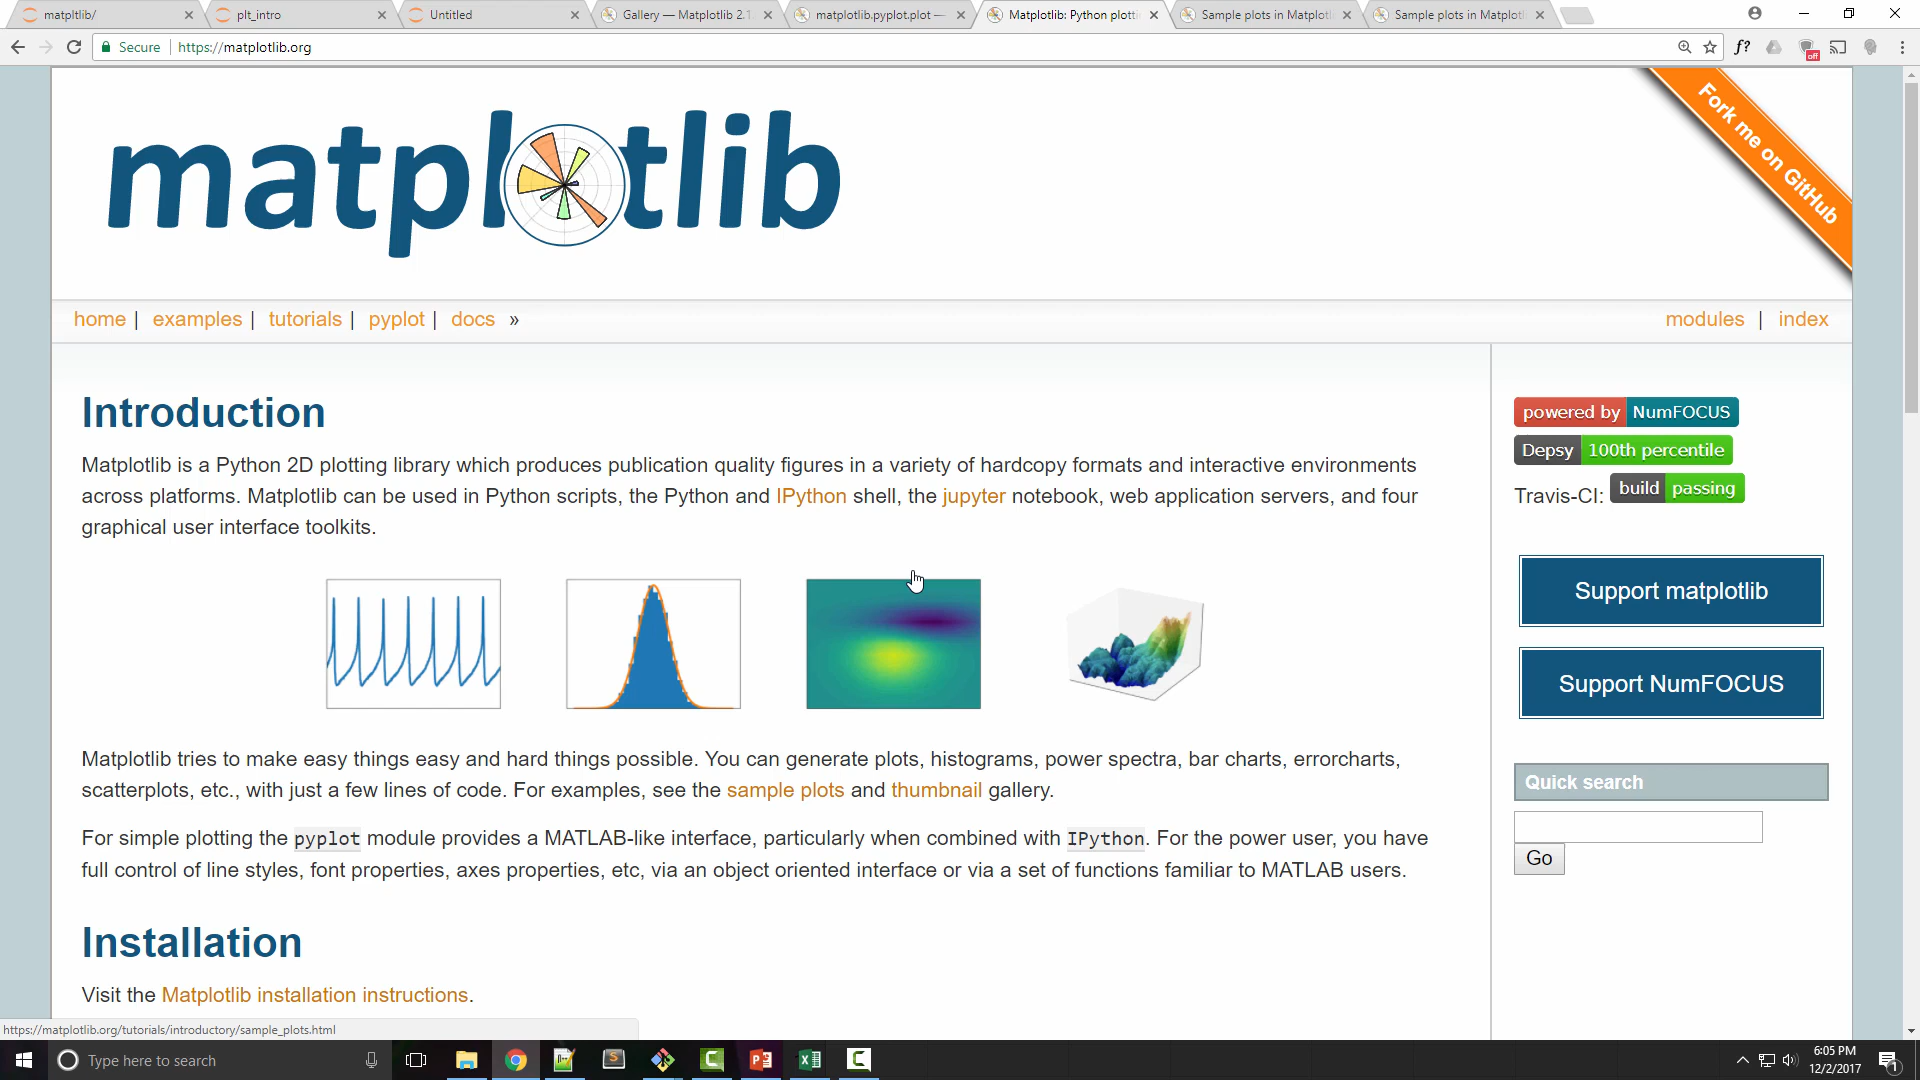 matpltlib/
plt_intro
Untitled
Gallery — Matplotlib 2.1
matplotlib.pyplot.plot —
Matplotlib: Python plotti
Sample plots in Matplotl
Sample plots in Matplotl
Secure
https://matplotlib.org
f?
off
matplotlib
Fork me on GitHub
home | examples | tutorials | pyplot | docs »
modules | index
Introduction
Matplotlib is a Python 2D plotting library which produces publication quality figures in a variety of hardcopy formats and interactive environments
across platforms. Matplotlib can be used in Python scripts, the Python and IPython shell, the jupyter notebook, web application servers, and four
graphical user interface toolkits.
Matplotlib tries to make easy things easy and hard things possible. You can generate plots, histograms, power spectra, bar charts, errorcharts,
scatterplots, etc., with just a few lines of code. For examples, see the sample plots and thumbnail gallery.
For simple plotting the pyplot module provides a MATLAB-like interface, particularly when combined with IPython. For the power user, you have
full control of line styles, font properties, axes properties, etc, via an object oriented interface or via a set of functions familiar to MATLAB users.
Installation
Visit the Matplotlib installation instructions.
powered by NumFOCUS
Depsy 100th percentile
Travis-CI: build passing
Support matplotlib
Support NumFOCUS
Quick search
Go
https://matplotlib.org/tutorials/introductory/sample_plots.html
Type here to search
6:05 PM
12/2/2017
1